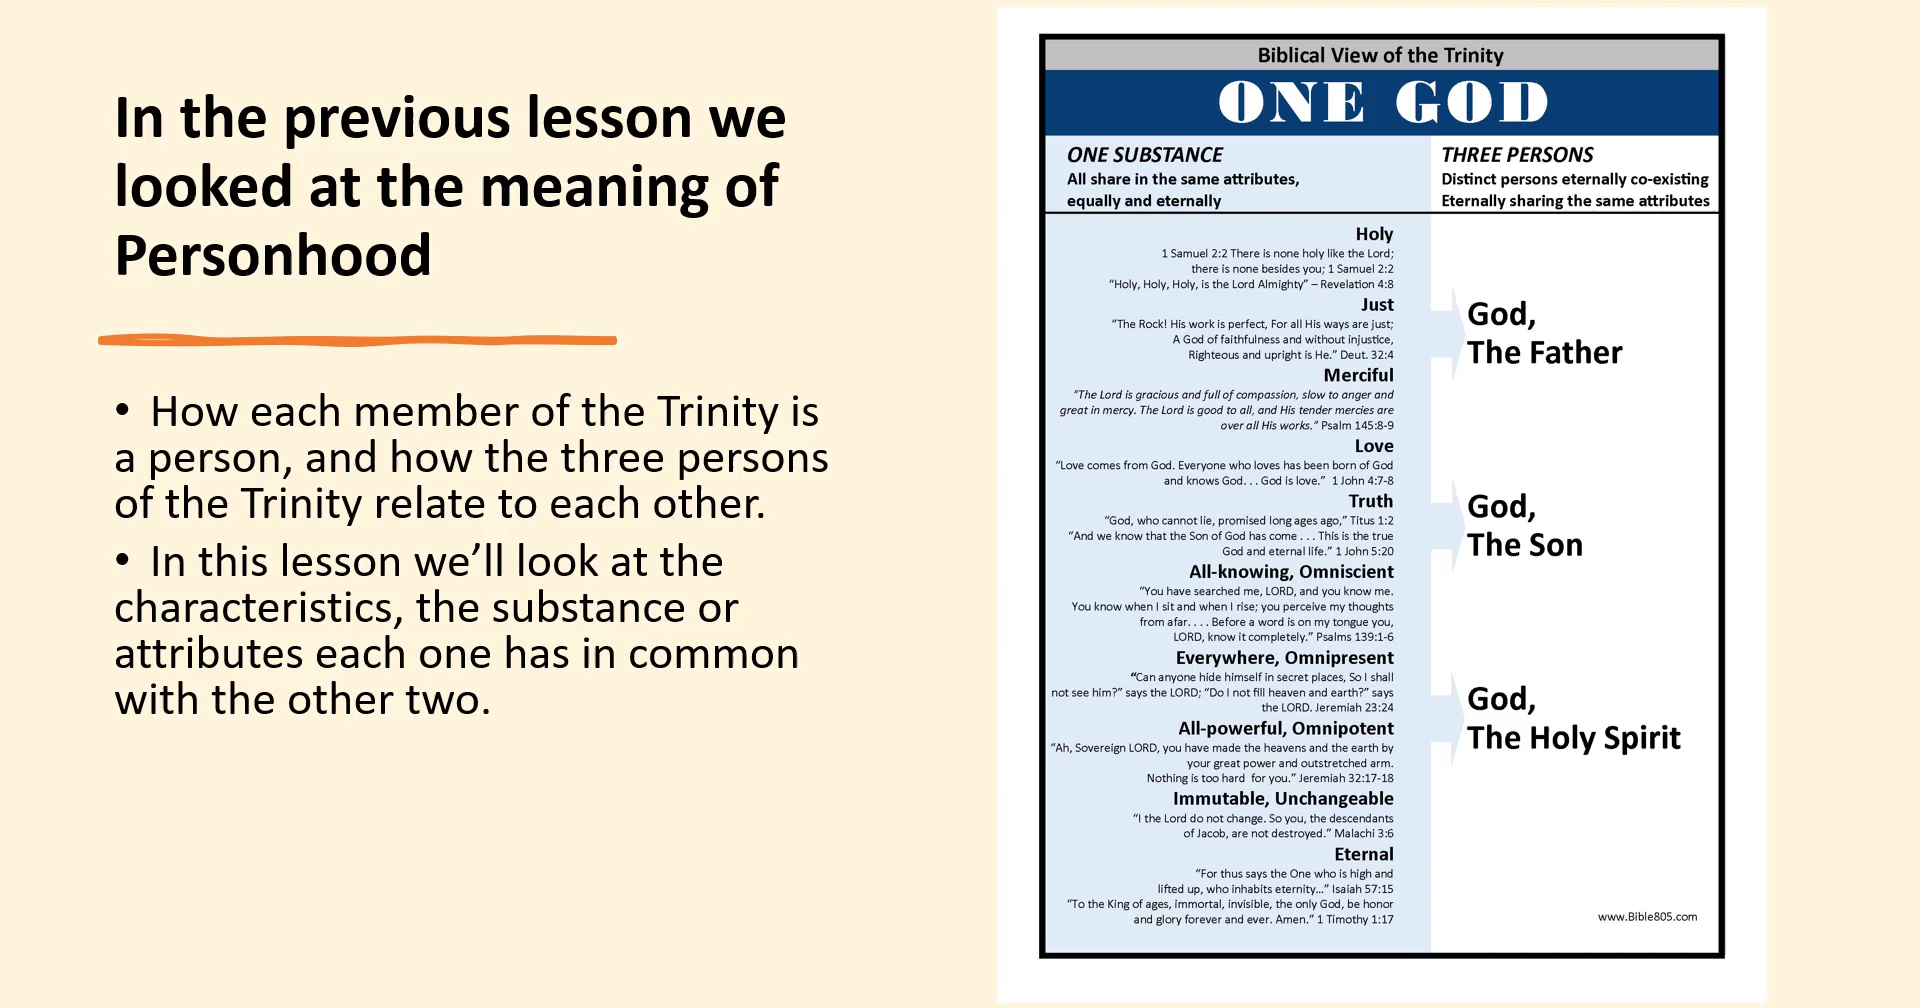 In the previous lesson we
looked at the meaning of
Personhood
• How each member of the Trinity is
a person, and how the three persons
of the Trinity relate to each other.
• In this lesson we’ll look at the
characteristics, the substance or
attributes each one has in common
with the other two.
Biblical View of the Trinity
ONE GOD
ONE SUBSTANCE
All share in the same attributes,
equally and eternally
THREE PERSONS
Distinct persons eternally co-existing
Eternally sharing the same attributes
Holy
1 Samuel 2:2 There is none holy like the Lord;
there is none besides you; 1 Samuel 2:2
“Holy, Holy, Holy, is the Lord Almighty” – Revelation 4:8
Just
“The Rock! His work is perfect, For all His ways are just;
A God of faithfulness and without injustice,
Righteous and upright is He.” Deut. 32:4
Merciful
“The Lord is gracious and full of compassion, slow to anger and
great in mercy. The Lord is good to all, and His tender mercies are
over all His works.” Psalm 145:8-9
Love
“Love comes from God. Everyone who loves has been born of God
and knows God. . . God is love.” 1 John 4:7-8
Truth
“God, who cannot lie, promised long ages ago,” Titus 1:2
“And we know that the Son of God has come . . . This is the true
God and eternal life.” 1 John 5:20
All-knowing, Omniscient
“You have searched me, LORD, and you know me.
You know when I sit and when I rise; you perceive my thoughts
from afar. . . . Before a word is on my tongue you,
LORD, know it completely.” Psalms 139:1-6
Everywhere, Omnipresent
“Can anyone hide himself in secret places, So I shall
not see him?” says the LORD; “Do I not fill heaven and earth?” says
the LORD. Jeremiah 23:24
All-powerful, Omnipotent
“Ah, Sovereign LORD, you have made the heavens and the earth by
your great power and outstretched arm.
Nothing is too hard for you.” Jeremiah 32:17-18
Immutable, Unchangeable
“I the Lord do not change. So you, the descendants
of Jacob, are not destroyed.” Malachi 3:6
Eternal
“For thus says the One who is high and
lifted up, who inhabits eternity…” Isaiah 57:15
“To the King of ages, immortal, invisible, the only God, be honor
and glory forever and ever. Amen.” 1 Timothy 1:17
God,
The Father
God,
The Son
God,
The Holy Spirit
www.Bible805.com